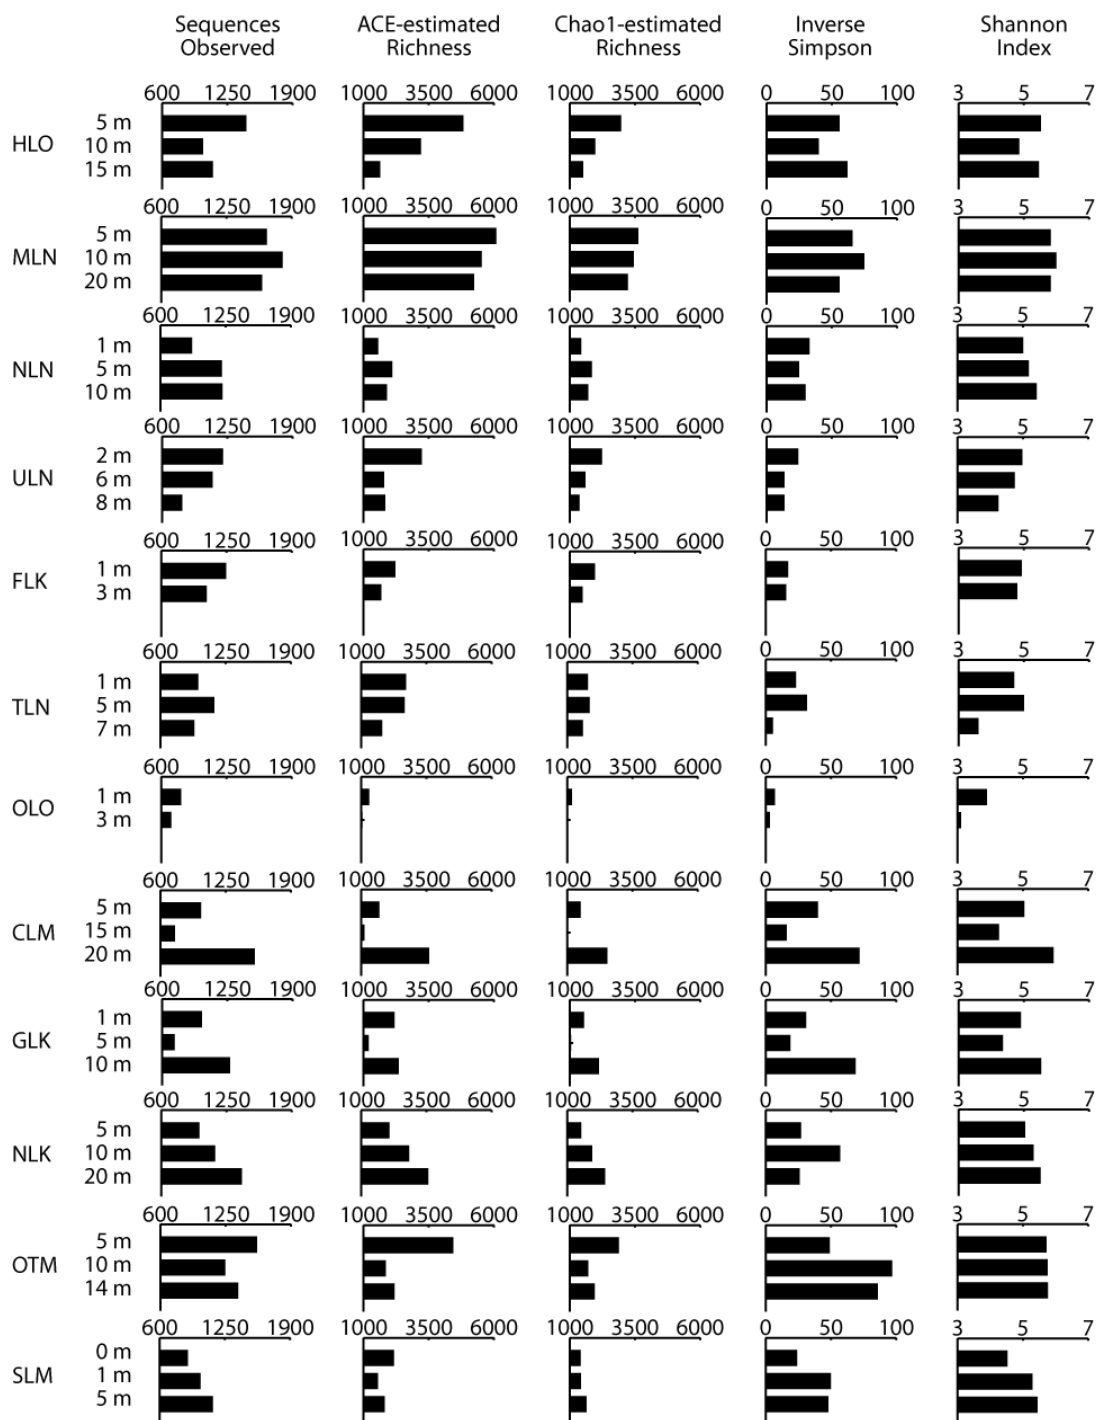 Sequences Observed ACE-estimated Richness Chao1-estimated Richness Inverse Simpson Shannon Index
600 1250 1900 1000 3500 6000 1000 3500 6000 0 50 100 3 5 7
HLO
5 m
10 m
15 m
600 1250 1900 1000 3500 6000 1000 3500 6000 0 50 100 3 5 7
MLN
5 m
10 m
20 m
600 1250 1900 1000 3500 6000 1000 3500 6000 0 50 100 3 5 7
NLN
1 m
5 m
10 m
600 1250 1900 1000 3500 6000 1000 3500 6000 0 50 100 3 5 7
ULN
2 m
6 m
8 m
600 1250 1900 1000 3500 6000 1000 3500 6000 0 50 100 3 5 7
FLK
1 m
3 m
600 1250 1900 1000 3500 6000 1000 3500 6000 0 50 100 3 5 7
TLN
1 m
5 m
7 m
600 1250 1900 1000 3500 6000 1000 3500 6000 0 50 100 3 5 7
OLO
1 m
3 m
600 1250 1900 1000 3500 6000 1000 3500 6000 0 50 100 3 5 7
CLM
5 m
15 m
20 m
600 1250 1900 1000 3500 6000 1000 3500 6000 0 50 100 3 5 7
GLK
1 m
5 m
10 m
600 1250 1900 1000 3500 6000 1000 3500 6000 0 50 100 3 5 7
NLK
5 m
10 m
20 m
600 1250 1900 1000 3500 6000 1000 3500 6000 0 50 100 3 5 7
OTM
5 m
10 m
14 m
600 1250 1900 1000 3500 6000 1000 3500 6000 0 50 100 3 5 7
SLM
0 m
1 m
5 m